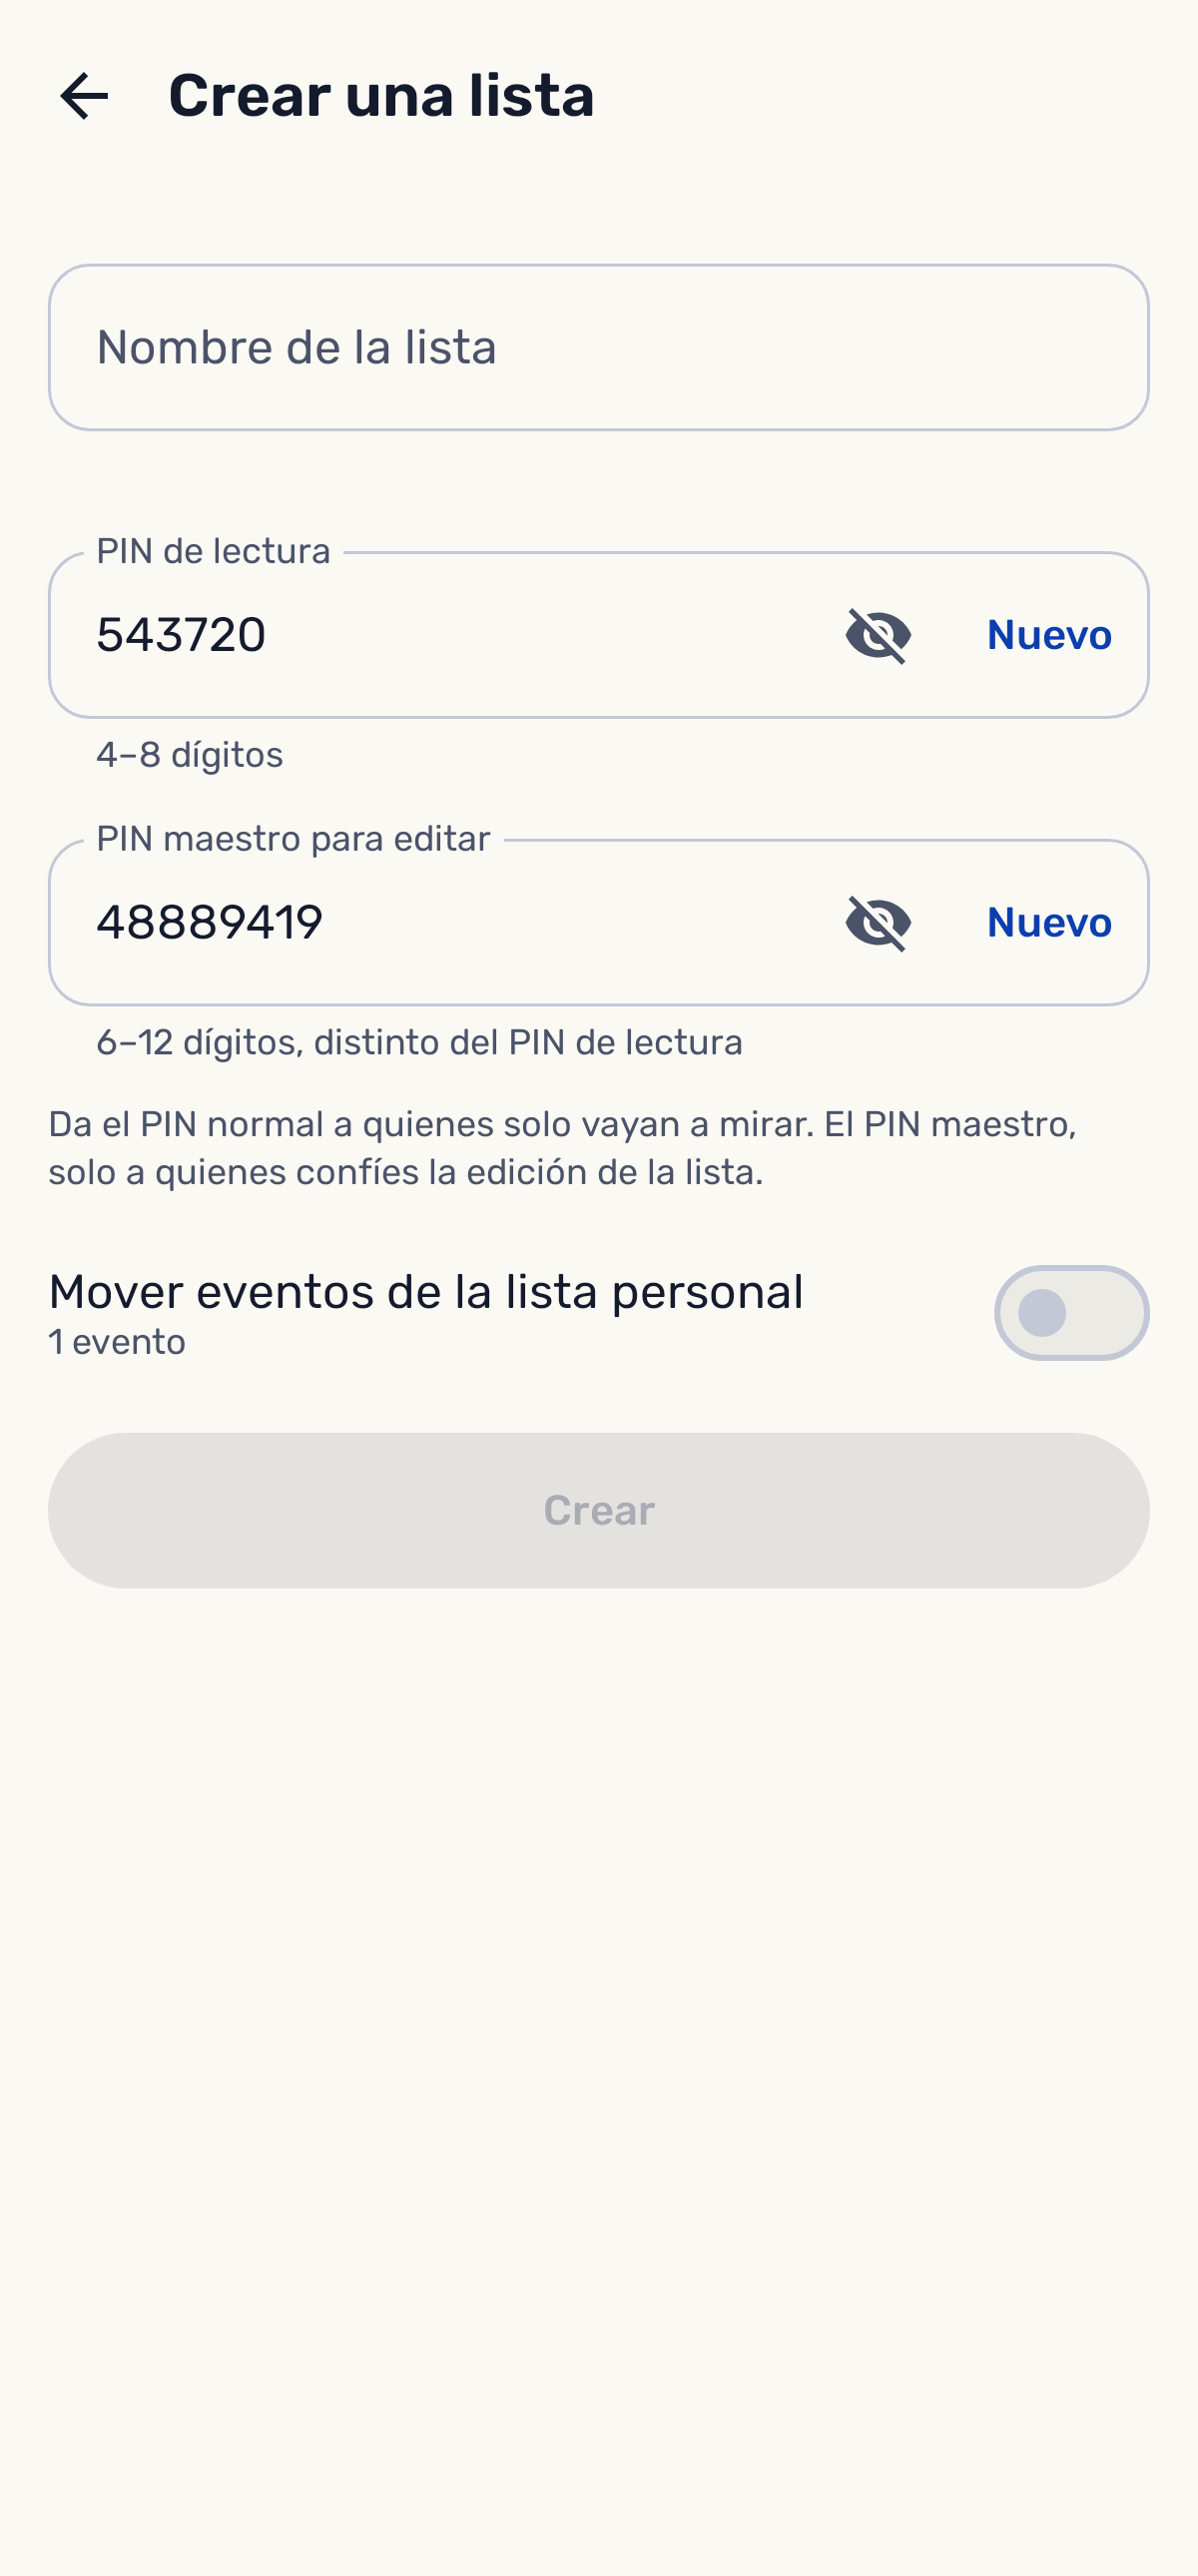 Crear una lista
Nombre de la lista
PIN de lectura
543720
Nuevo
4–8 dígitos
PIN maestro para editar
48889419
Nuevo
6–12 dígitos, distinto del PIN de lectura
Da el PIN normal a quienes solo vayan a mirar. El PIN maestro,
solo a quienes confíes la edición de la lista.
Mover eventos de la lista personal
1 evento
Crear